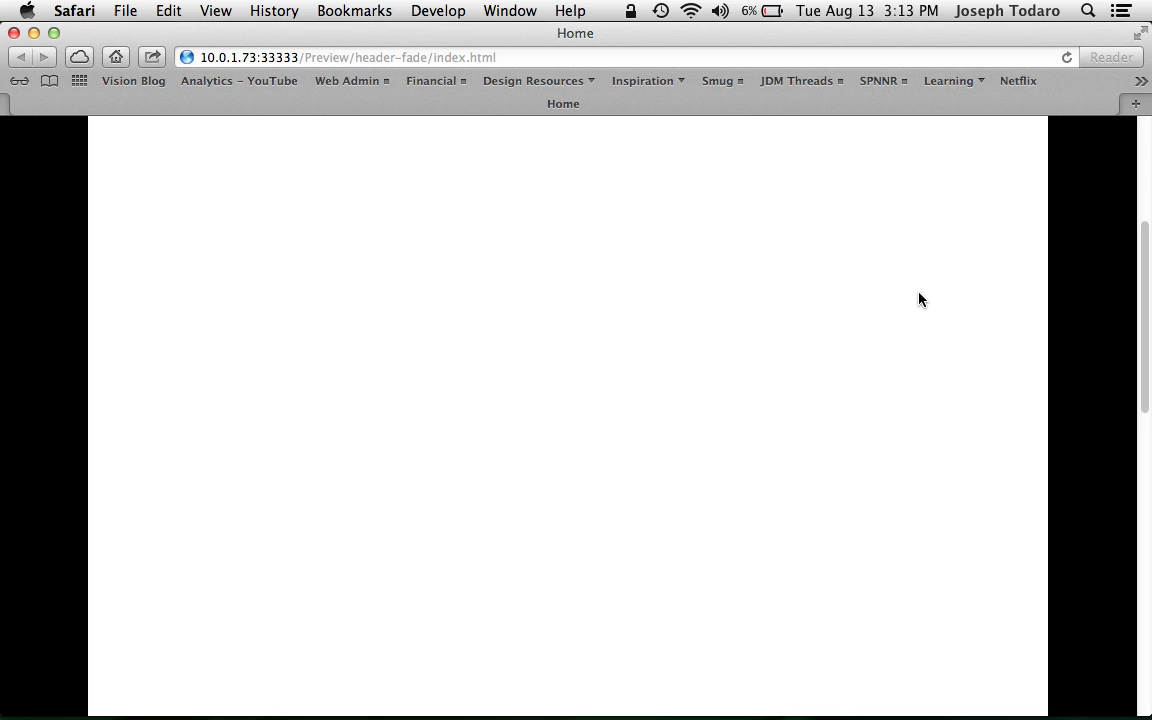 Safari File Edit View History Bookmarks Develop Window Help 6% Tue Aug 13 3:13 PM Joseph Todaro
Home
10.0.1.73:33333/Preview/header-fade/index.html Reader
Vision Blog Analytics – YouTube Web Admin Financial Design Resources Inspiration Smug JDM Threads SPNNR Learning Netflix
Home